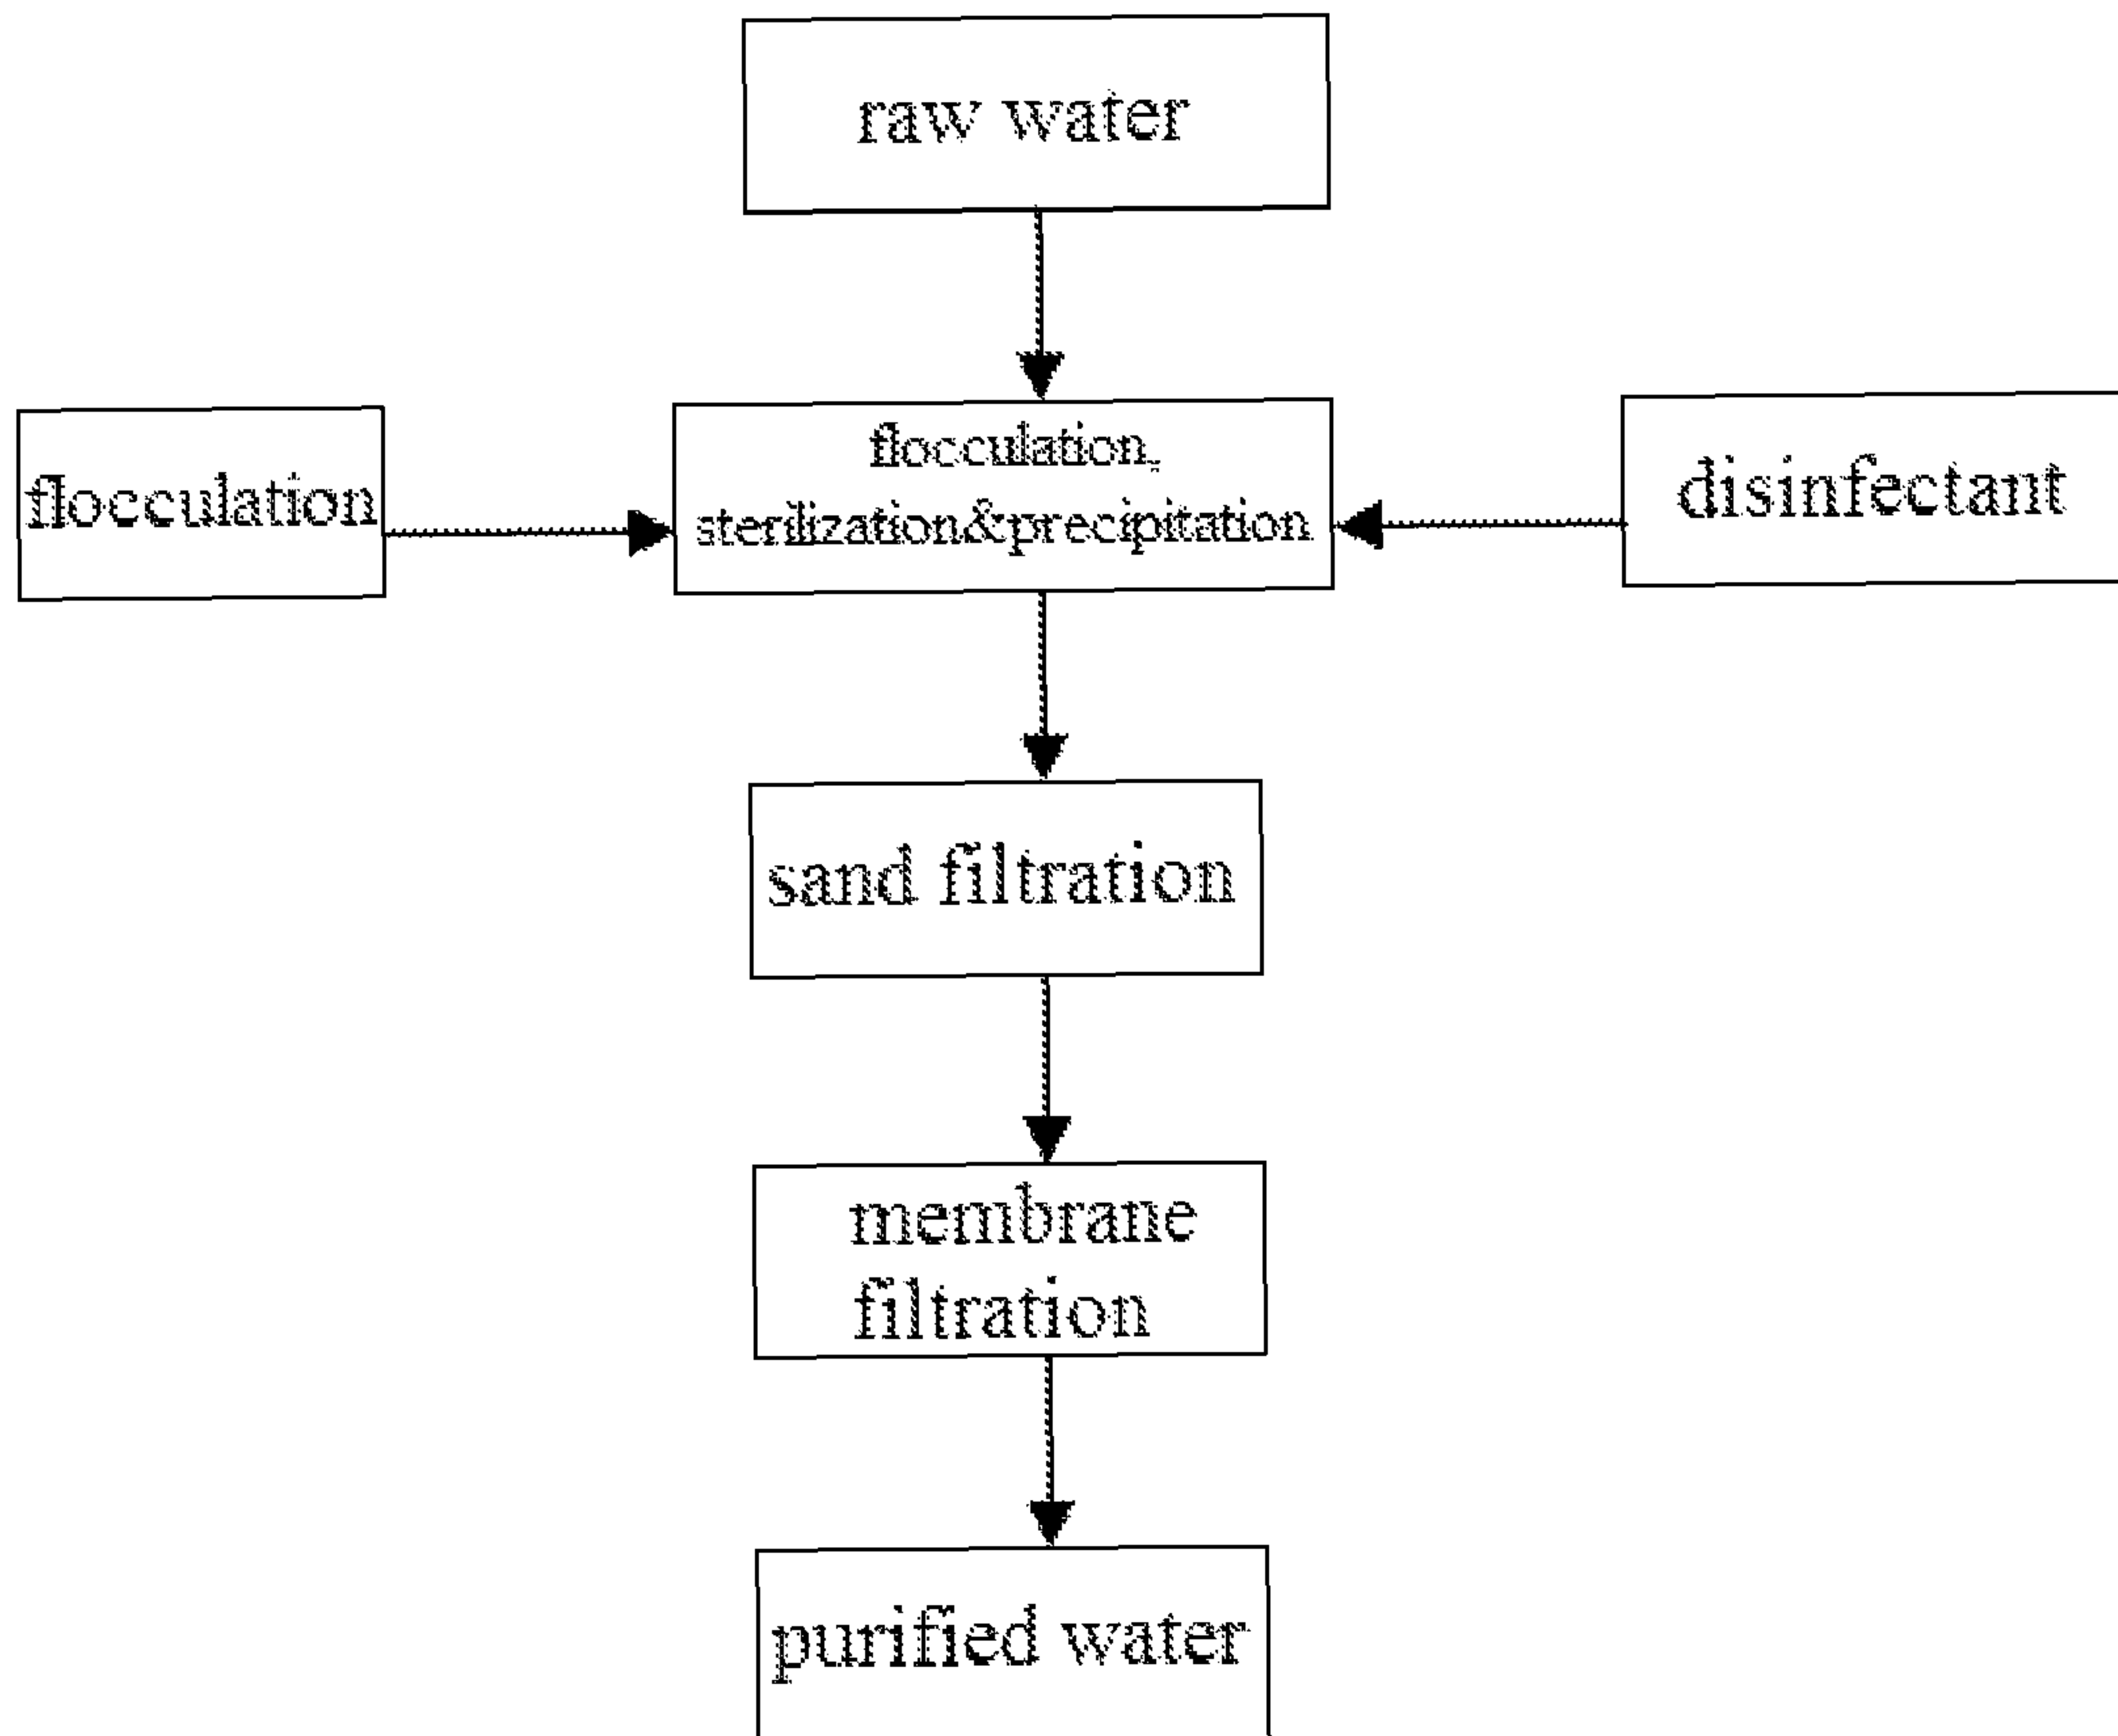 raw water
flocculation
flocculation,
sterilization&precipitation
disinfectant
sand filtration
membrane
filtration
purified water